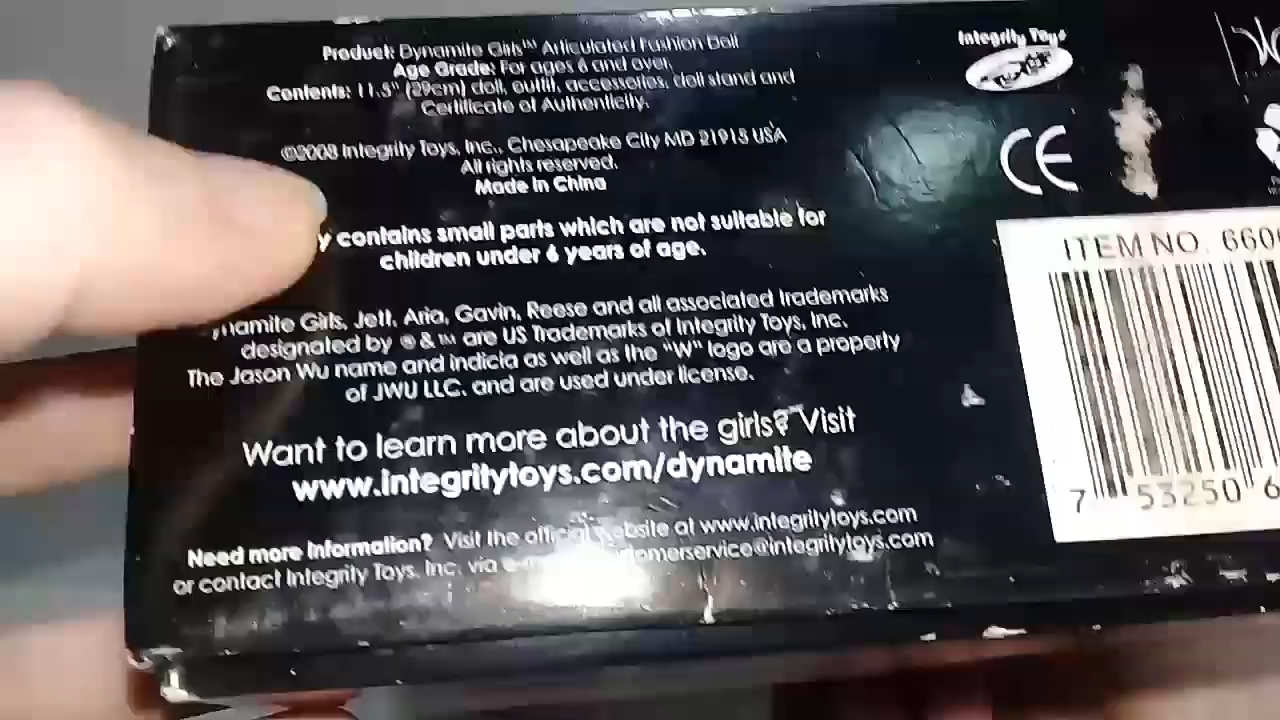 Product: Dynamite Girls™ Articulated Fashion Doll
Age Grade: For ages 6 and over.
Contents: 11.5" (29cm) doll, outfit, accessories, doll stand and
Certificate of Authenticity.
©2008 Integrity Toys, Inc., Chesapeake City MD 21915 USA
All rights reserved.
Made in China
y contains small parts which are not suitable for
children under 6 years of age.
ynamite Girls, Jett, Aria, Gavin, Reese and all associated trademarks
designated by ® & ™ are US Trademarks of Integrity Toys, Inc.
The Jason Wu name and indicia as well as the "W" logo are a property
of JWU LLC. and are used under license.
Want to learn more about the girls? Visit
www.integritytoys.com/dynamite
Need more Information? Visit the official website at www.integritytoys.com
or contact Integrity Toys, Inc. via tomerservice@integritytoys.com
Integrity Toys
CE
ITEM NO. 660
7 53250 6